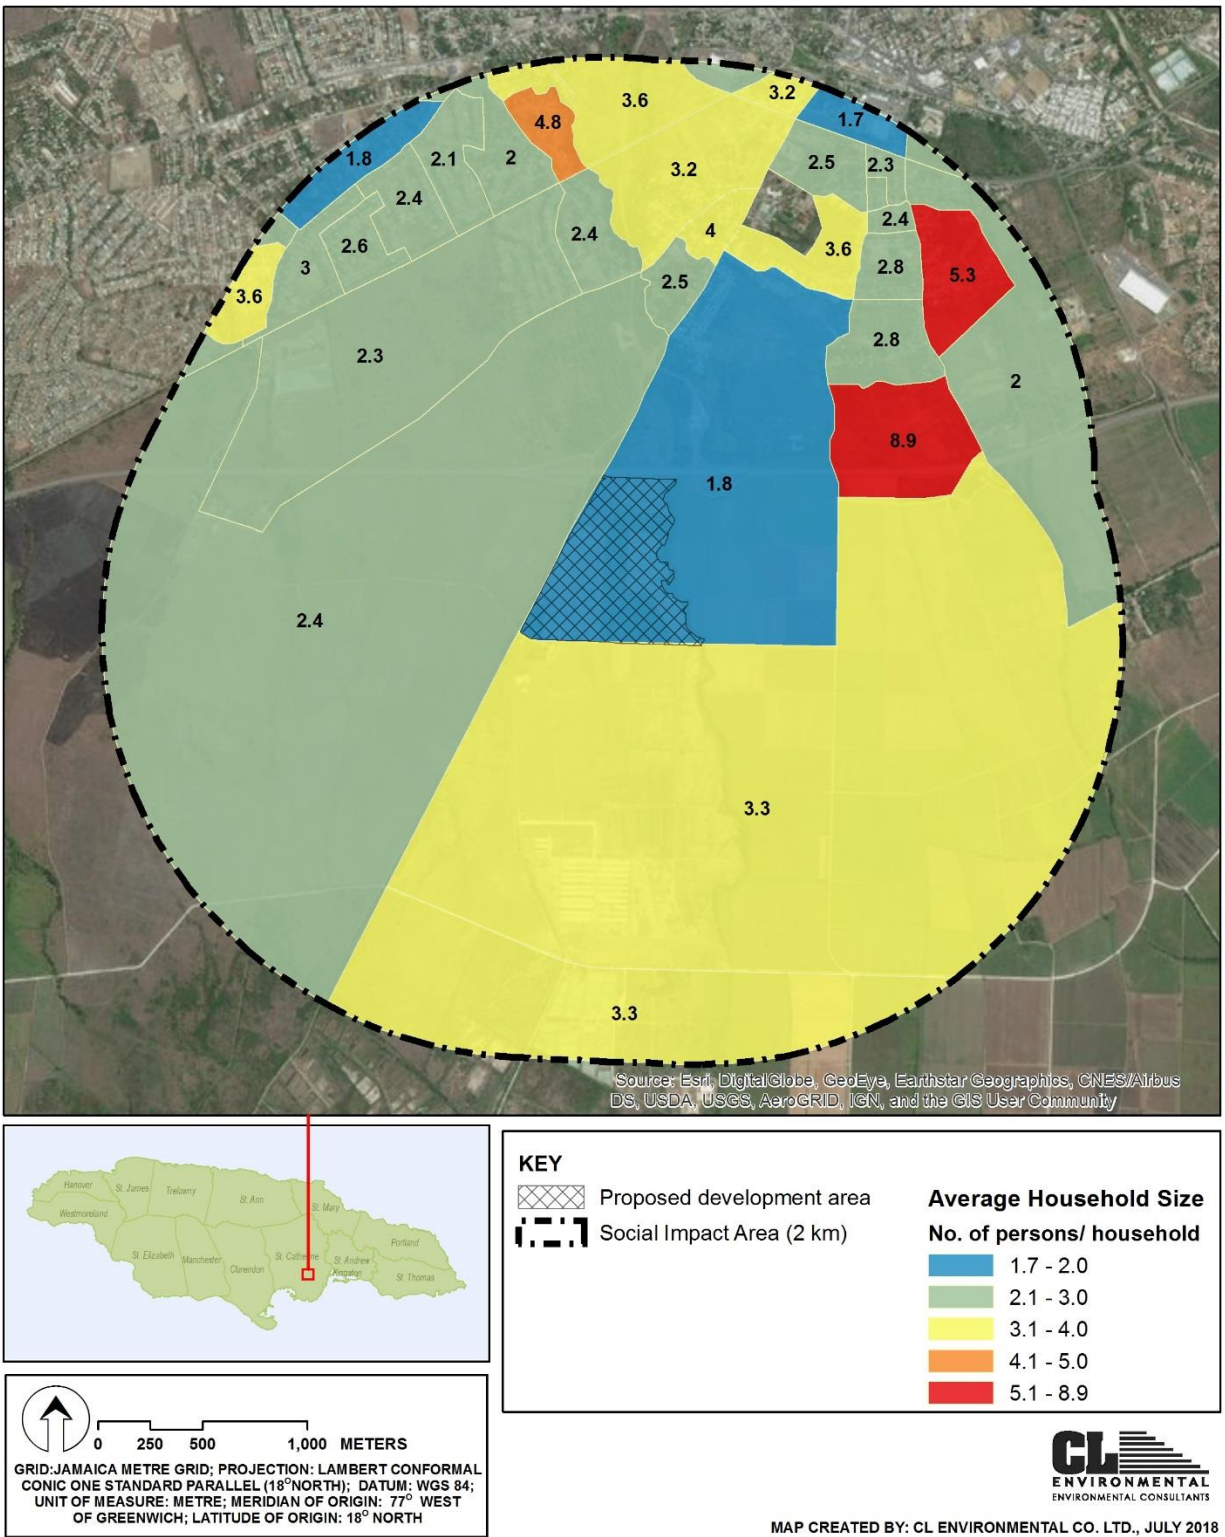 3.6
3.2
1.7
4.8
1.8
2.1
2
2.5
2.3
3.2
2.4
2.4
2.6
2.4
4
3.6
3
2.8
5.3
3.6
2.5
2.8
2.3
2
8.9
1.8
2.4
3.3
3.3
Source: Esri, DigitalGlobe, GeoEye, Earthstar Geographics, CNES/Airbus
DS, USDA, USGS, AeroGRID, IGN, and the GIS User Community
Hanover
St. James
Trelawny
St. Ann
St. Mary
Westmoreland
Portland
St. Elizabeth
Manchester
St. Catherine
St. Andrew
Clarendon
Kingston
St. Thomas
KEY
Proposed development area
Social Impact Area (2 km)
Average Household Size
No. of persons/ household
1.7 - 2.0
2.1 - 3.0
3.1 - 4.0
4.1 - 5.0
5.1 - 8.9
0 250 500 1,000 METERS
GRID:JAMAICA METRE GRID; PROJECTION: LAMBERT CONFORMAL
CONIC ONE STANDARD PARALLEL (18°NORTH); DATUM: WGS 84;
UNIT OF MEASURE: METRE; MERIDIAN OF ORIGIN: 77° WEST
OF GREENWICH; LATITUDE OF ORIGIN: 18° NORTH
CL
ENVIRONMENTAL
ENVIRONMENTAL CONSULTANTS
MAP CREATED BY: CL ENVIRONMENTAL CO. LTD., JULY 2018